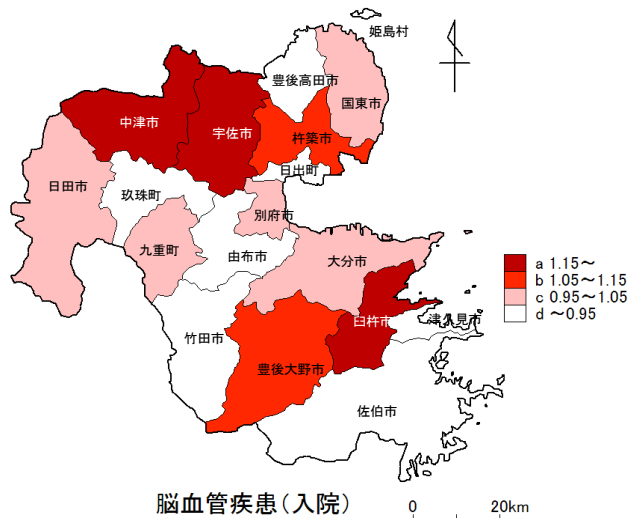 姫島村
豊後高田市
国東市
中津市
宇佐市
杵築市
日出町
日田市
玖珠町
別府市
九重町
由布市
大分市
a 1.15～
b 1.05～1.15
c 0.95～1.05
d ～0.95
臼杵市
津久見市
竹田市
豊後大野市
佐伯市
脳血管疾患（入院）
0 20km